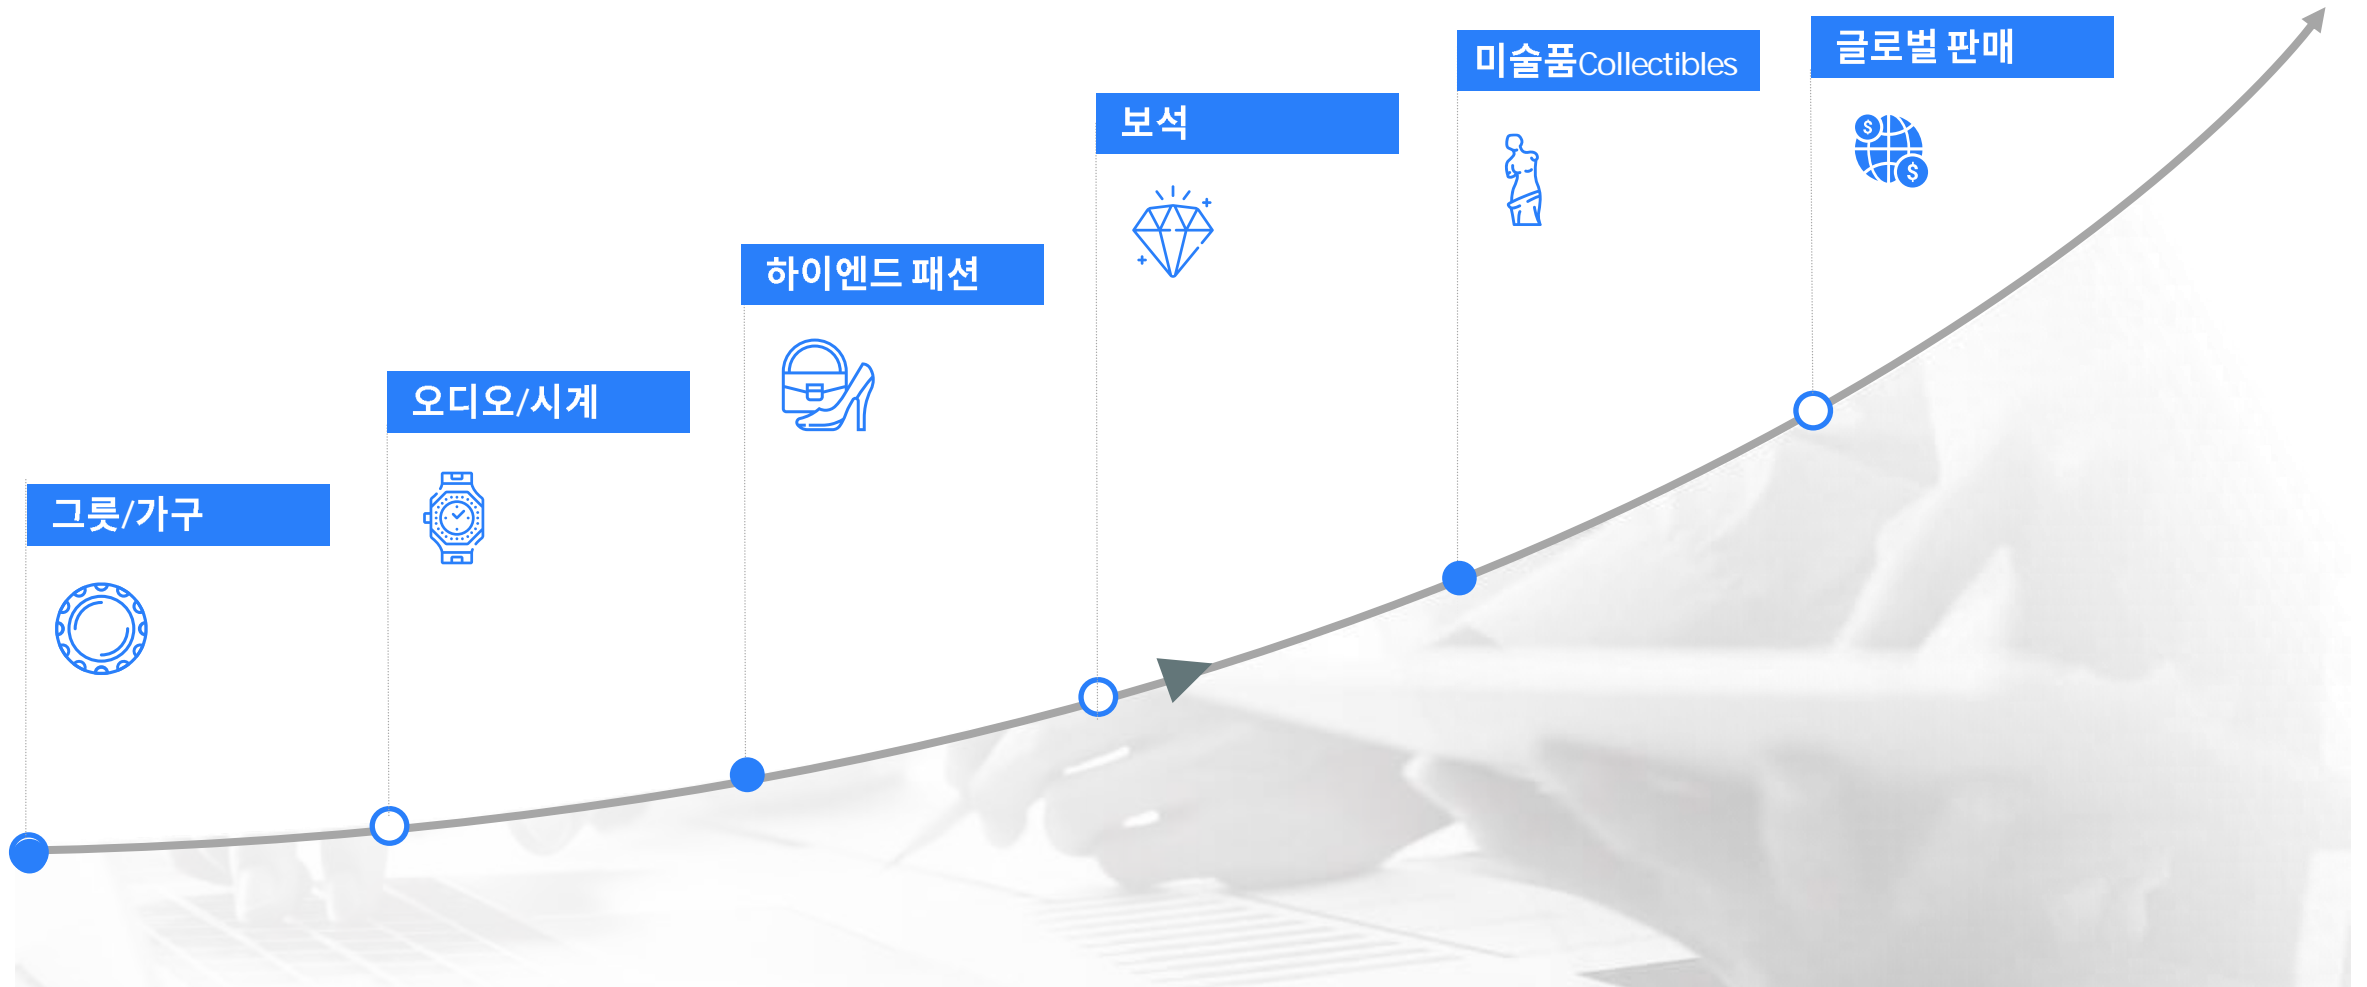 그릇/가구
오디오/시계
하이엔드 패션
보석
미술품Collectibles
글로벌 판매
$
$